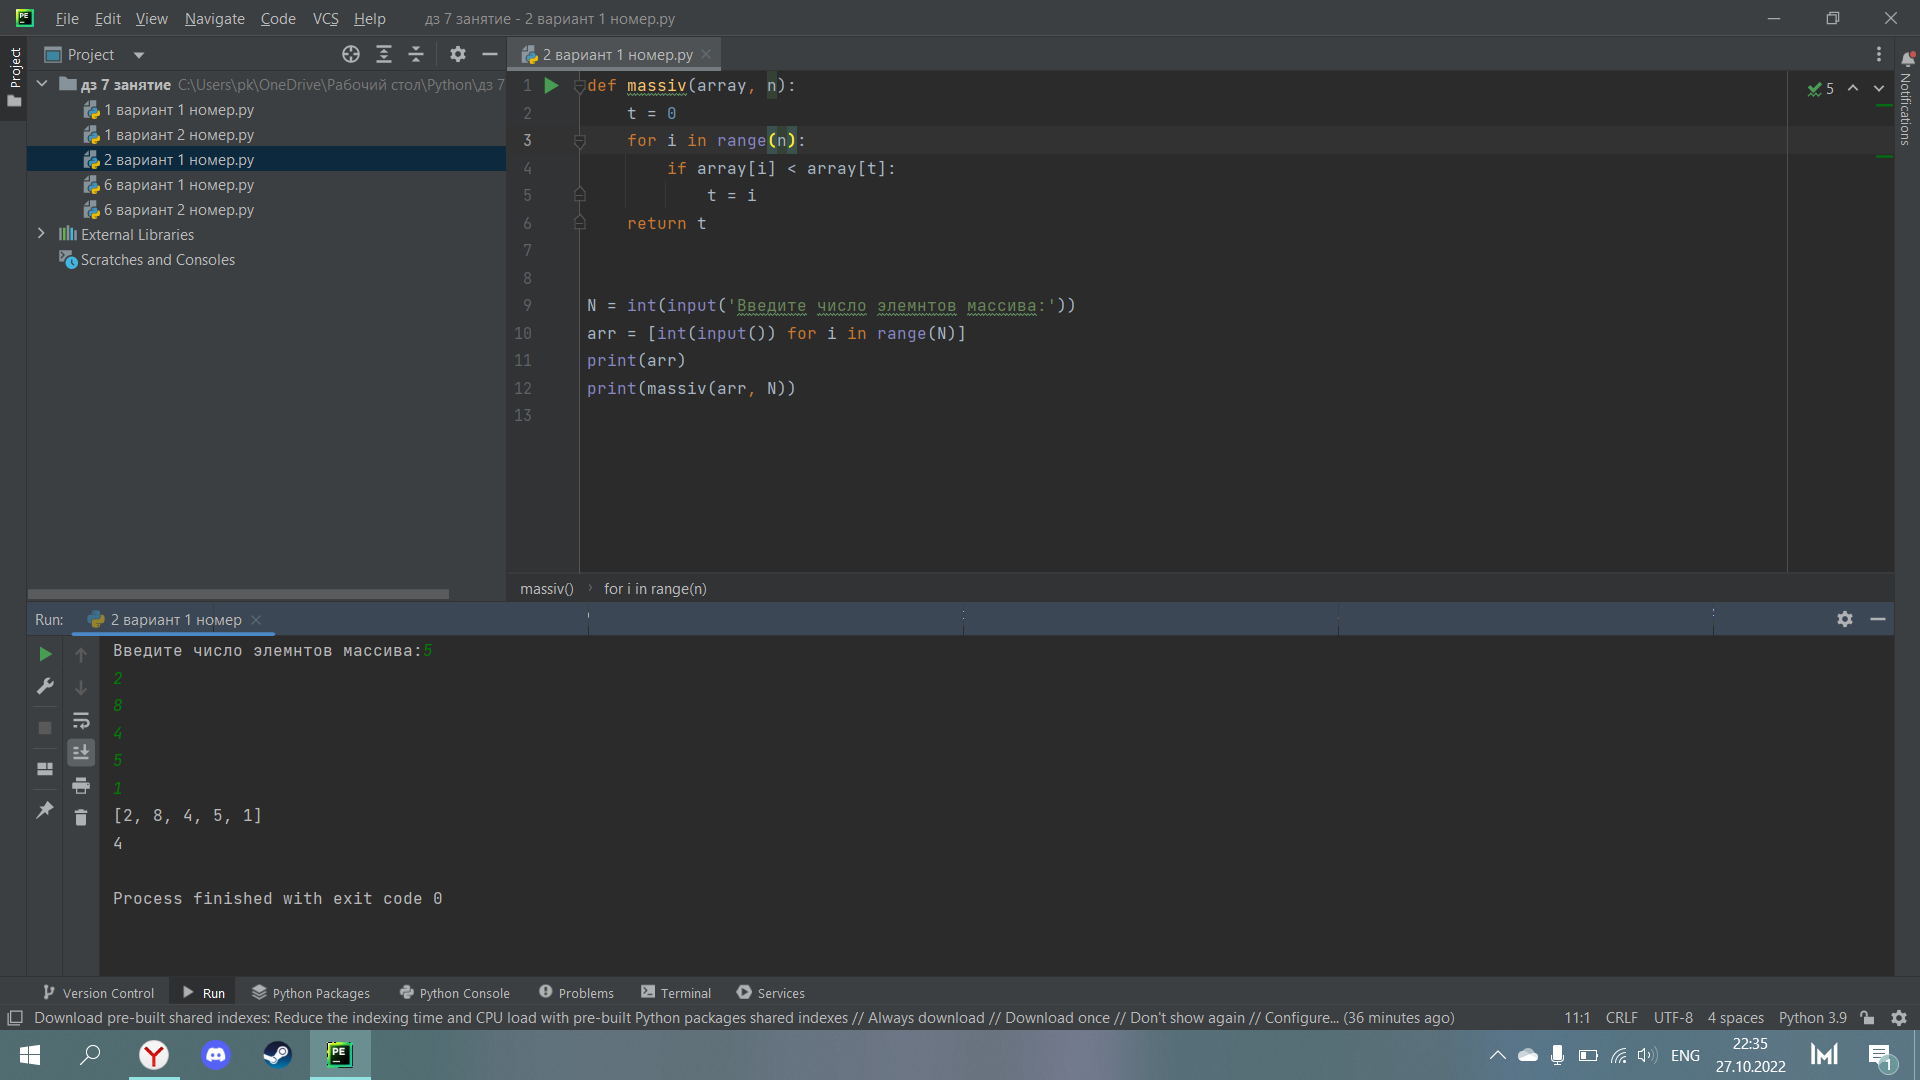 File Edit View Navigate Code VCS Help дз 7 занятие - 2 вариант 1 номер.py
Project
Project
2 вариант 1 номер.py
дз 7 занятие C:\Users\pk\OneDrive\Рабочий стол\Python\дз 7
1 вариант 1 номер.py
1 вариант 2 номер.py
2 вариант 1 номер.py
6 вариант 1 номер.py
6 вариант 2 номер.py
External Libraries
Scratches and Consoles
1 def massiv(array, n):
2 t = 0
3 for i in range(n):
4 if array[i] < array[t]:
5 t = i
6 return t
7
8
9 N = int(input('Введите число элемнтов массива:'))
10 arr = [int(input()) for i in range(N)]
11 print(arr)
12 print(massiv(arr, N))
13
5
Notifications
massiv() › for i in range(n)
Run: 2 вариант 1 номер
Введите число элемнтов массива:5
2
8
4
5
1
[2, 8, 4, 5, 1]
4
Process finished with exit code 0
Version Control Run Python Packages Python Console Problems Terminal Services
Download pre-built shared indexes: Reduce the indexing time and CPU load with pre-built Python packages shared indexes // Always download // Download once // Don't show again // Configure... (36 minutes ago) 11:1 CRLF UTF-8 4 spaces Python 3.9
ENG
22:35
27.10.2022
1